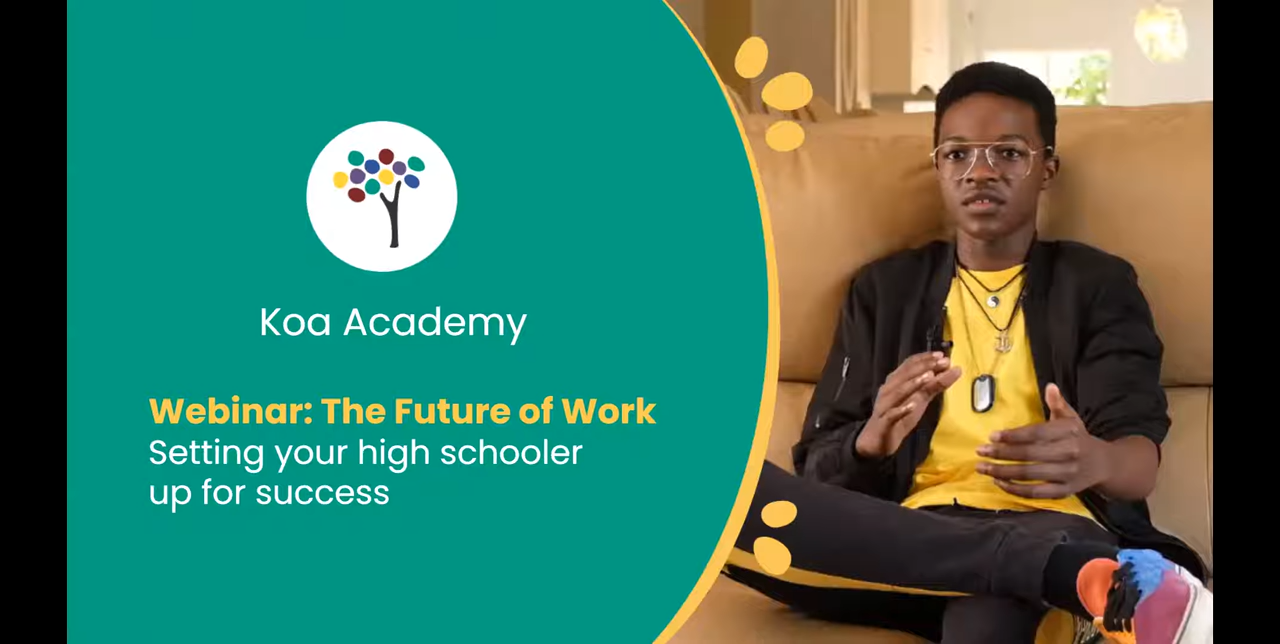 Koa Academy
Webinar: The Future of Work
Setting your high schooler
up for success